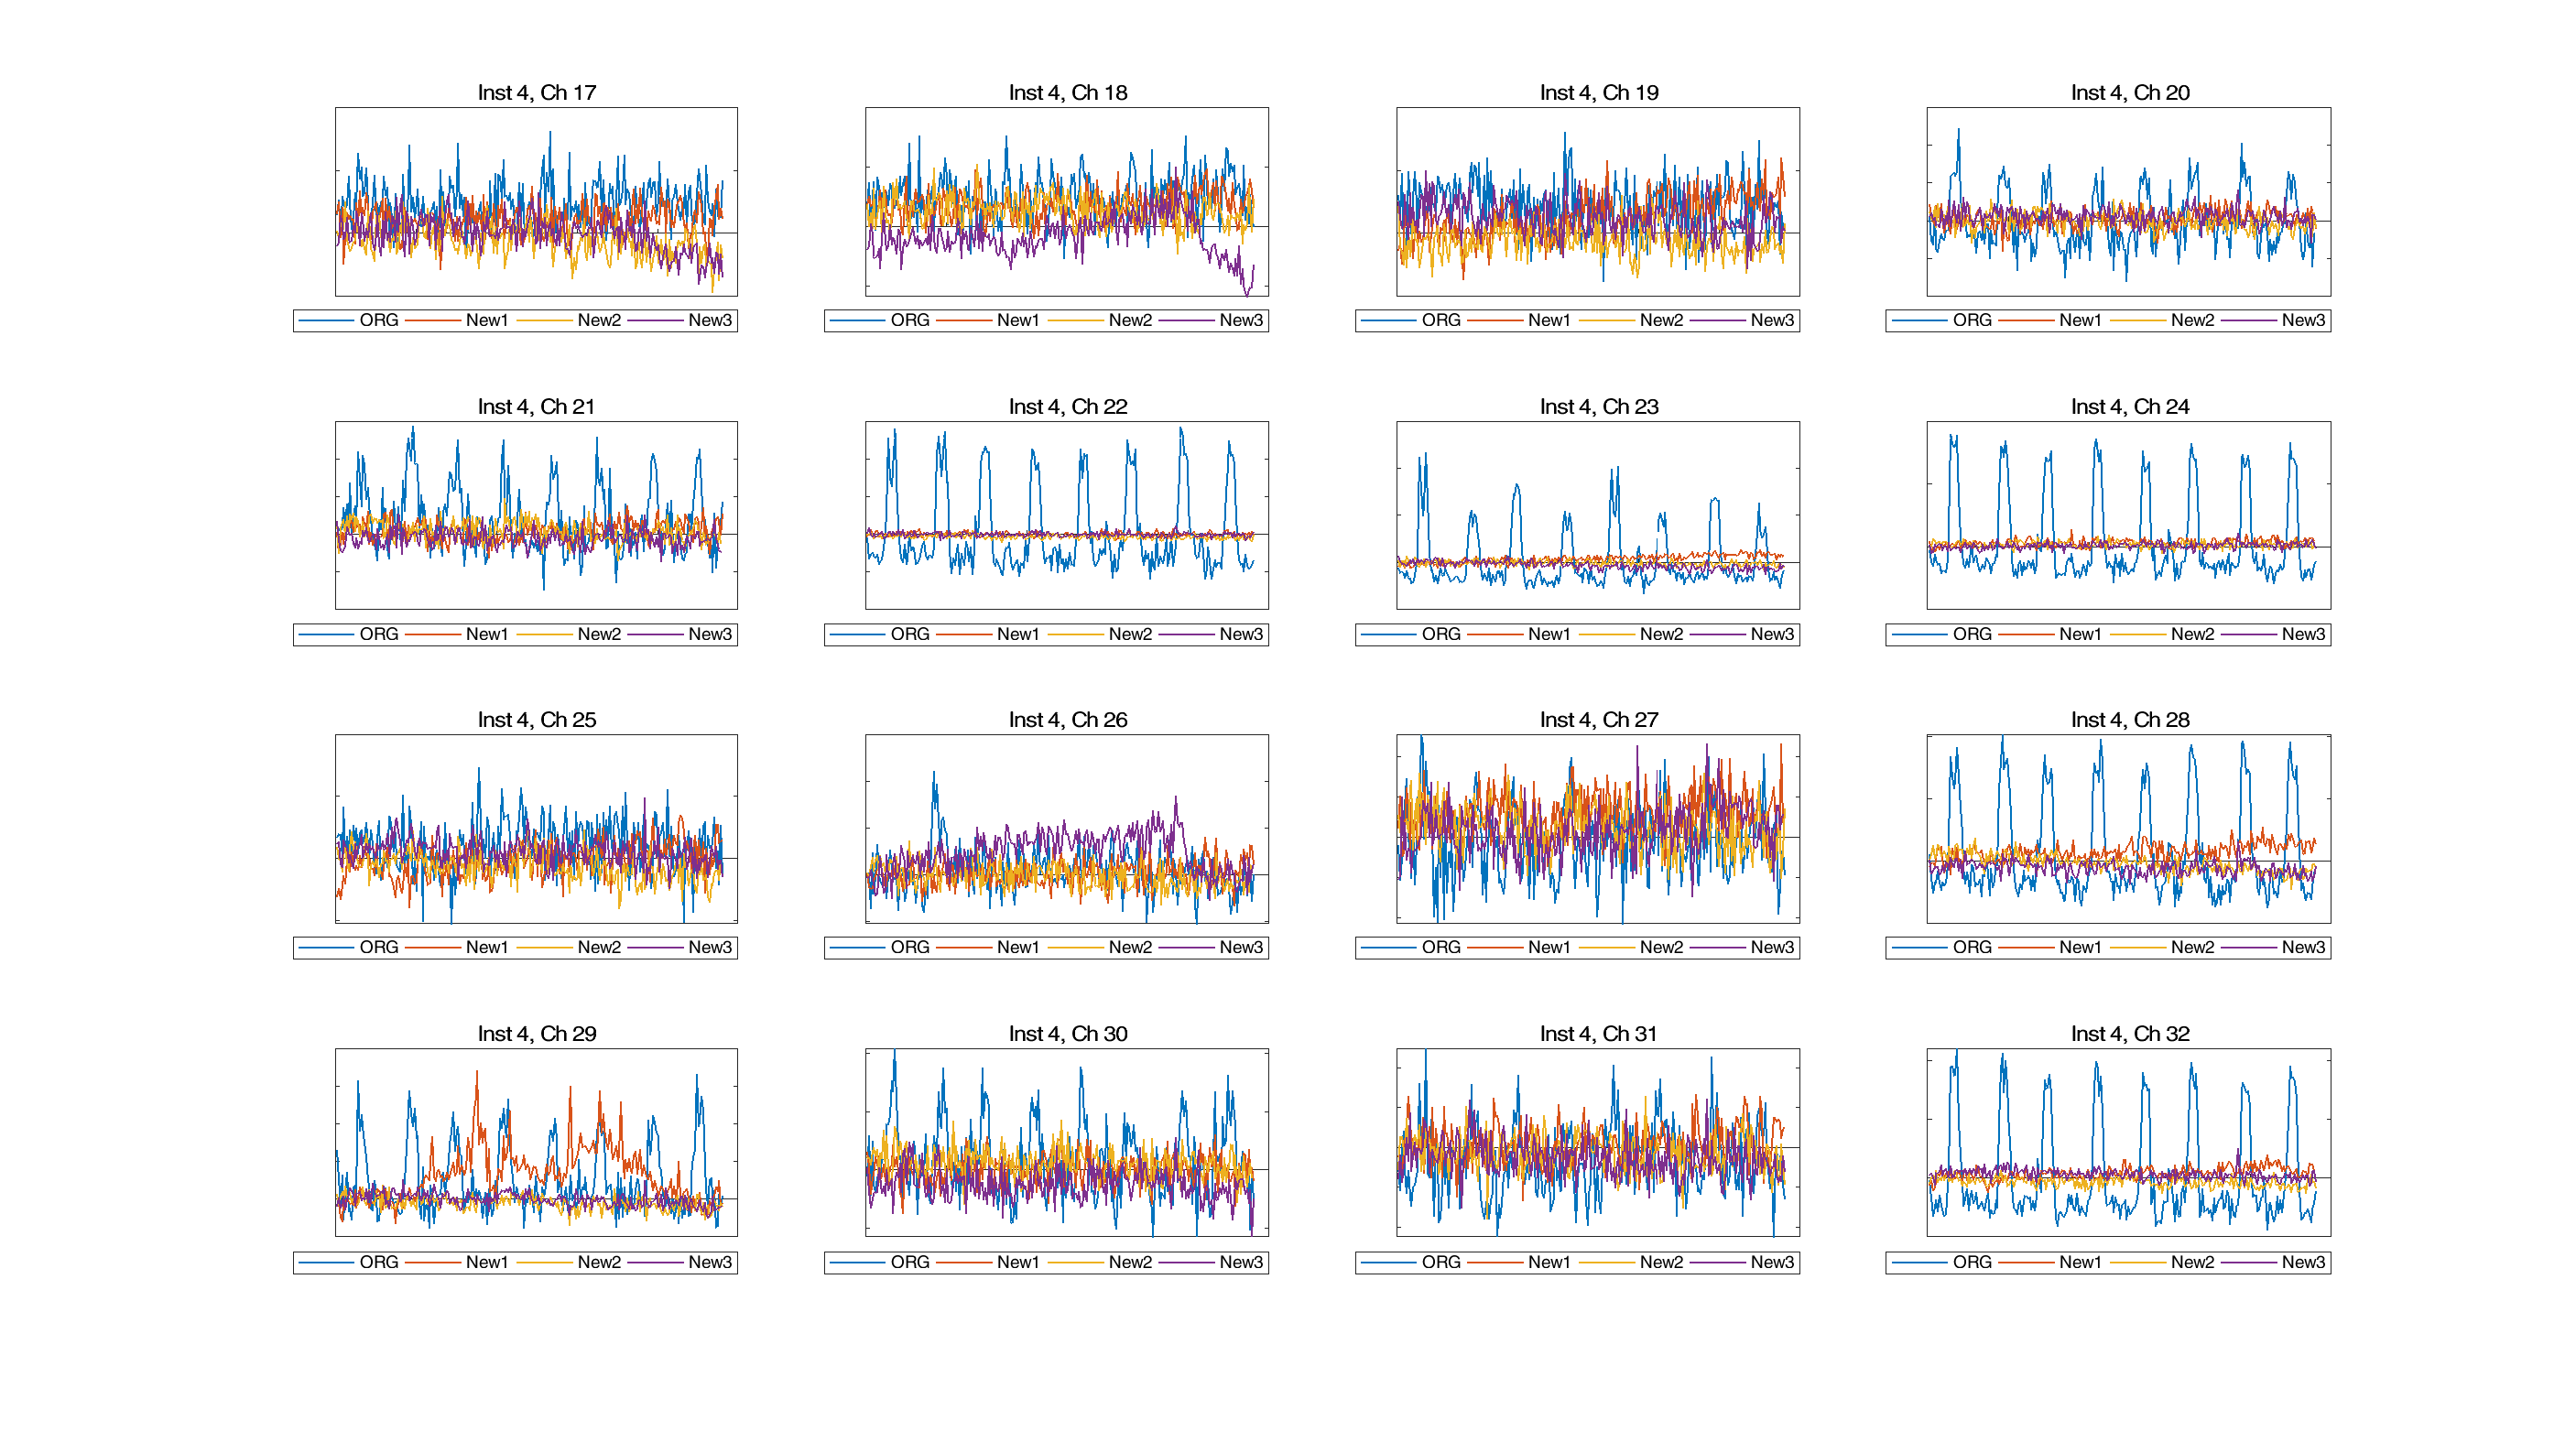 Inst 4, Ch 17
Inst 4, Ch 18
Inst 4, Ch 19
Inst 4, Ch 20
ORG New1 New2 New3
ORG New1 New2 New3
ORG New1 New2 New3
ORG New1 New2 New3
Inst 4, Ch 21
Inst 4, Ch 22
Inst 4, Ch 23
Inst 4, Ch 24
ORG New1 New2 New3
ORG New1 New2 New3
ORG New1 New2 New3
ORG New1 New2 New3
Inst 4, Ch 25
Inst 4, Ch 26
Inst 4, Ch 27
Inst 4, Ch 28
ORG New1 New2 New3
ORG New1 New2 New3
ORG New1 New2 New3
ORG New1 New2 New3
Inst 4, Ch 29
Inst 4, Ch 30
Inst 4, Ch 31
Inst 4, Ch 32
ORG New1 New2 New3
ORG New1 New2 New3
ORG New1 New2 New3
ORG New1 New2 New3